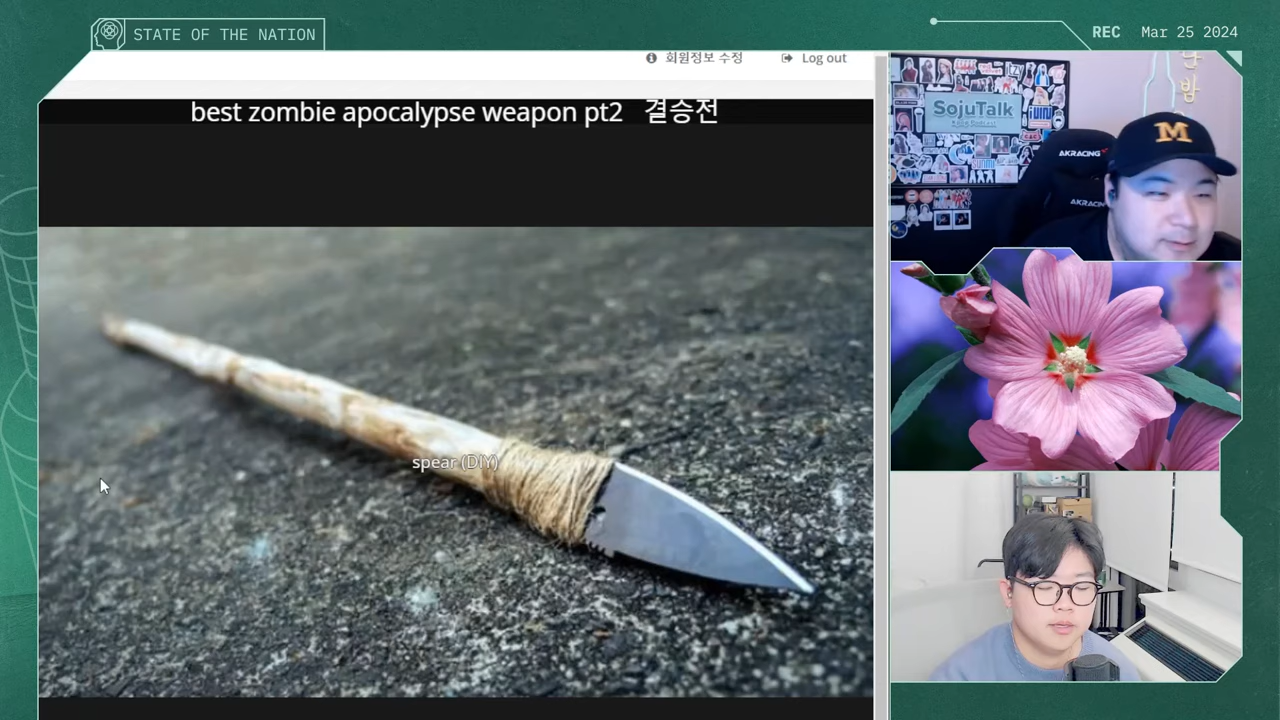 STATE OF THE NATION
REC Mar 25 2024
회원정보 수정 Log out
best zombie apocalypse weapon pt2 결승전
spear (DIY)
SojuTalk
AKRACING
AKRACIN
M